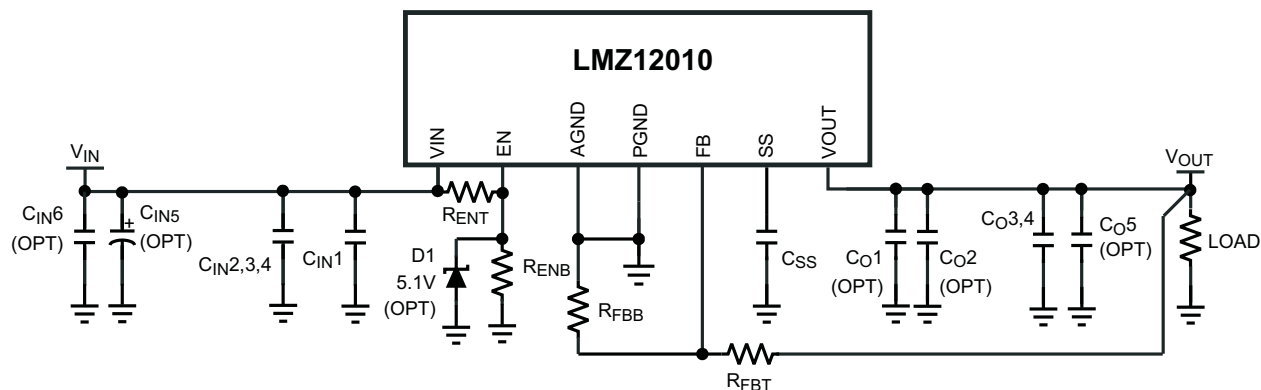 LMZ12010
VIN
EN
AGND
PGND
FB
SS
VOUT
VIN
VOUT
CIN6
(OPT)
CIN5
(OPT)
+
CIN2,3,4
CIN1
RENT
D1
5.1V
(OPT)
RENB
RFBB
CSS
CO1
(OPT)
CO2
(OPT)
CO3,4
CO5
(OPT)
LOAD
RFBT